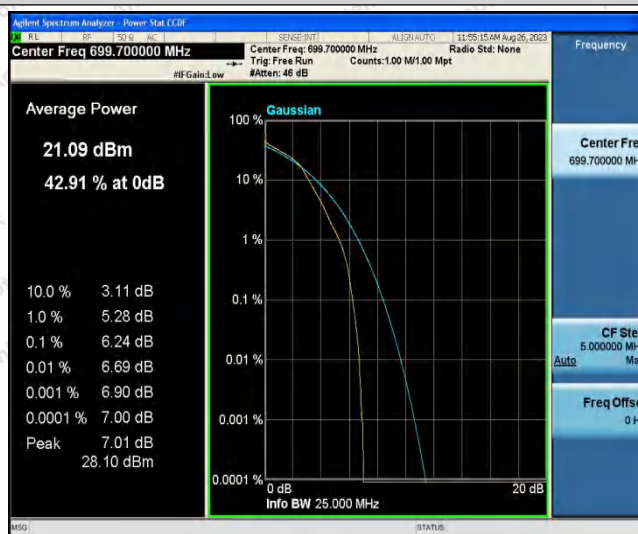 Agilent Spectrum Analyzer - Power Stat CCDF
RL RF 50 Ω AC SENSE:INT ALIGN AUTO 11:55:15 AM Aug 26, 2023
Center Freq 699.700000 MHz
Center Freq: 699.700000 MHz Radio Std: None
Trig: Free Run Counts:1.00 M/1.00 Mpt
#IFGain:Low #Atten: 46 dB
Frequency
Average Power
21.09 dBm
42.91 % at 0dB
10.0 % 3.11 dB
1.0 % 5.28 dB
0.1 % 6.24 dB
0.01 % 6.69 dB
0.001 % 6.90 dB
0.0001 % 7.00 dB
Peak 7.01 dB
28.10 dBm
Gaussian
100 %
10 %
1 %
0.1 %
0.01 %
0.001 %
0.0001 %
0 dB 20 dB
Info BW 25.000 MHz
Center Fre
699.700000 MH
CF Ste
5.000000 MH
Auto Ma
Freq Offse
0 H
MSG STATUS